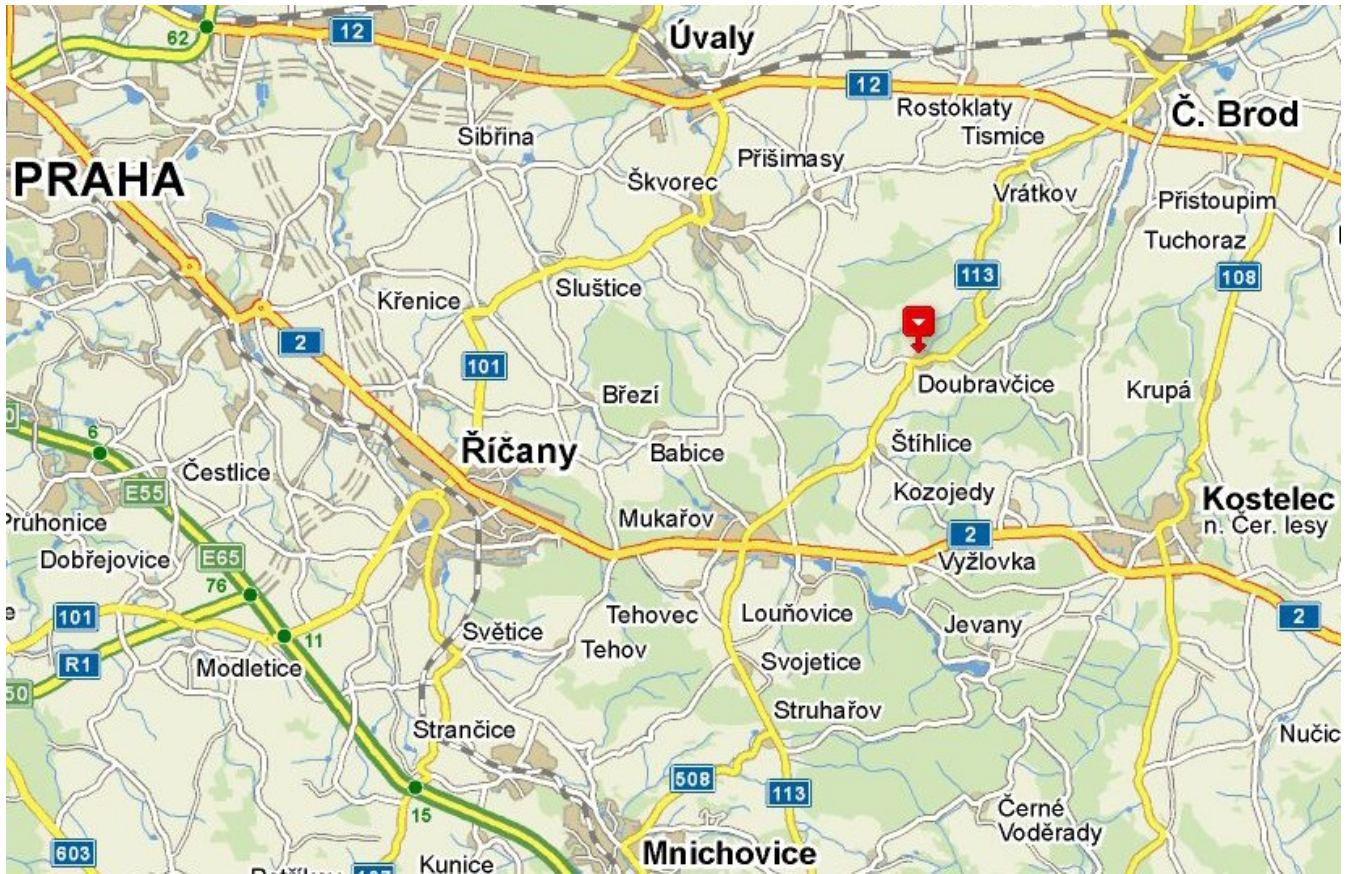 62
12
Úvaly
12
Rostoklaty
Č. Brod
Sibřina
Tismice
Přišimasy
PRAHA
Škvorec
Vrátkov
Přistoupim
Tuchoraz
113
108
Sluštice
Křenice
2
101
Doubravčice
Krupá
Březí
6
Říčany
Babice
Štíhlice
Čestlice
E55
Kozojedy
Kostelec
n. Čer. lesy
Průhonice
Mukařov
2
Dobřejovice
E65
Vyžlovka
76
101
Tehovec
Louňovice
2
Světice
Jevany
11
Tehov
R1
Modletice
Svojetice
50
Struhařov
Strančice
Nučic
508
113
15
Černé
Voděrady
603
Mnichovice
Kunice